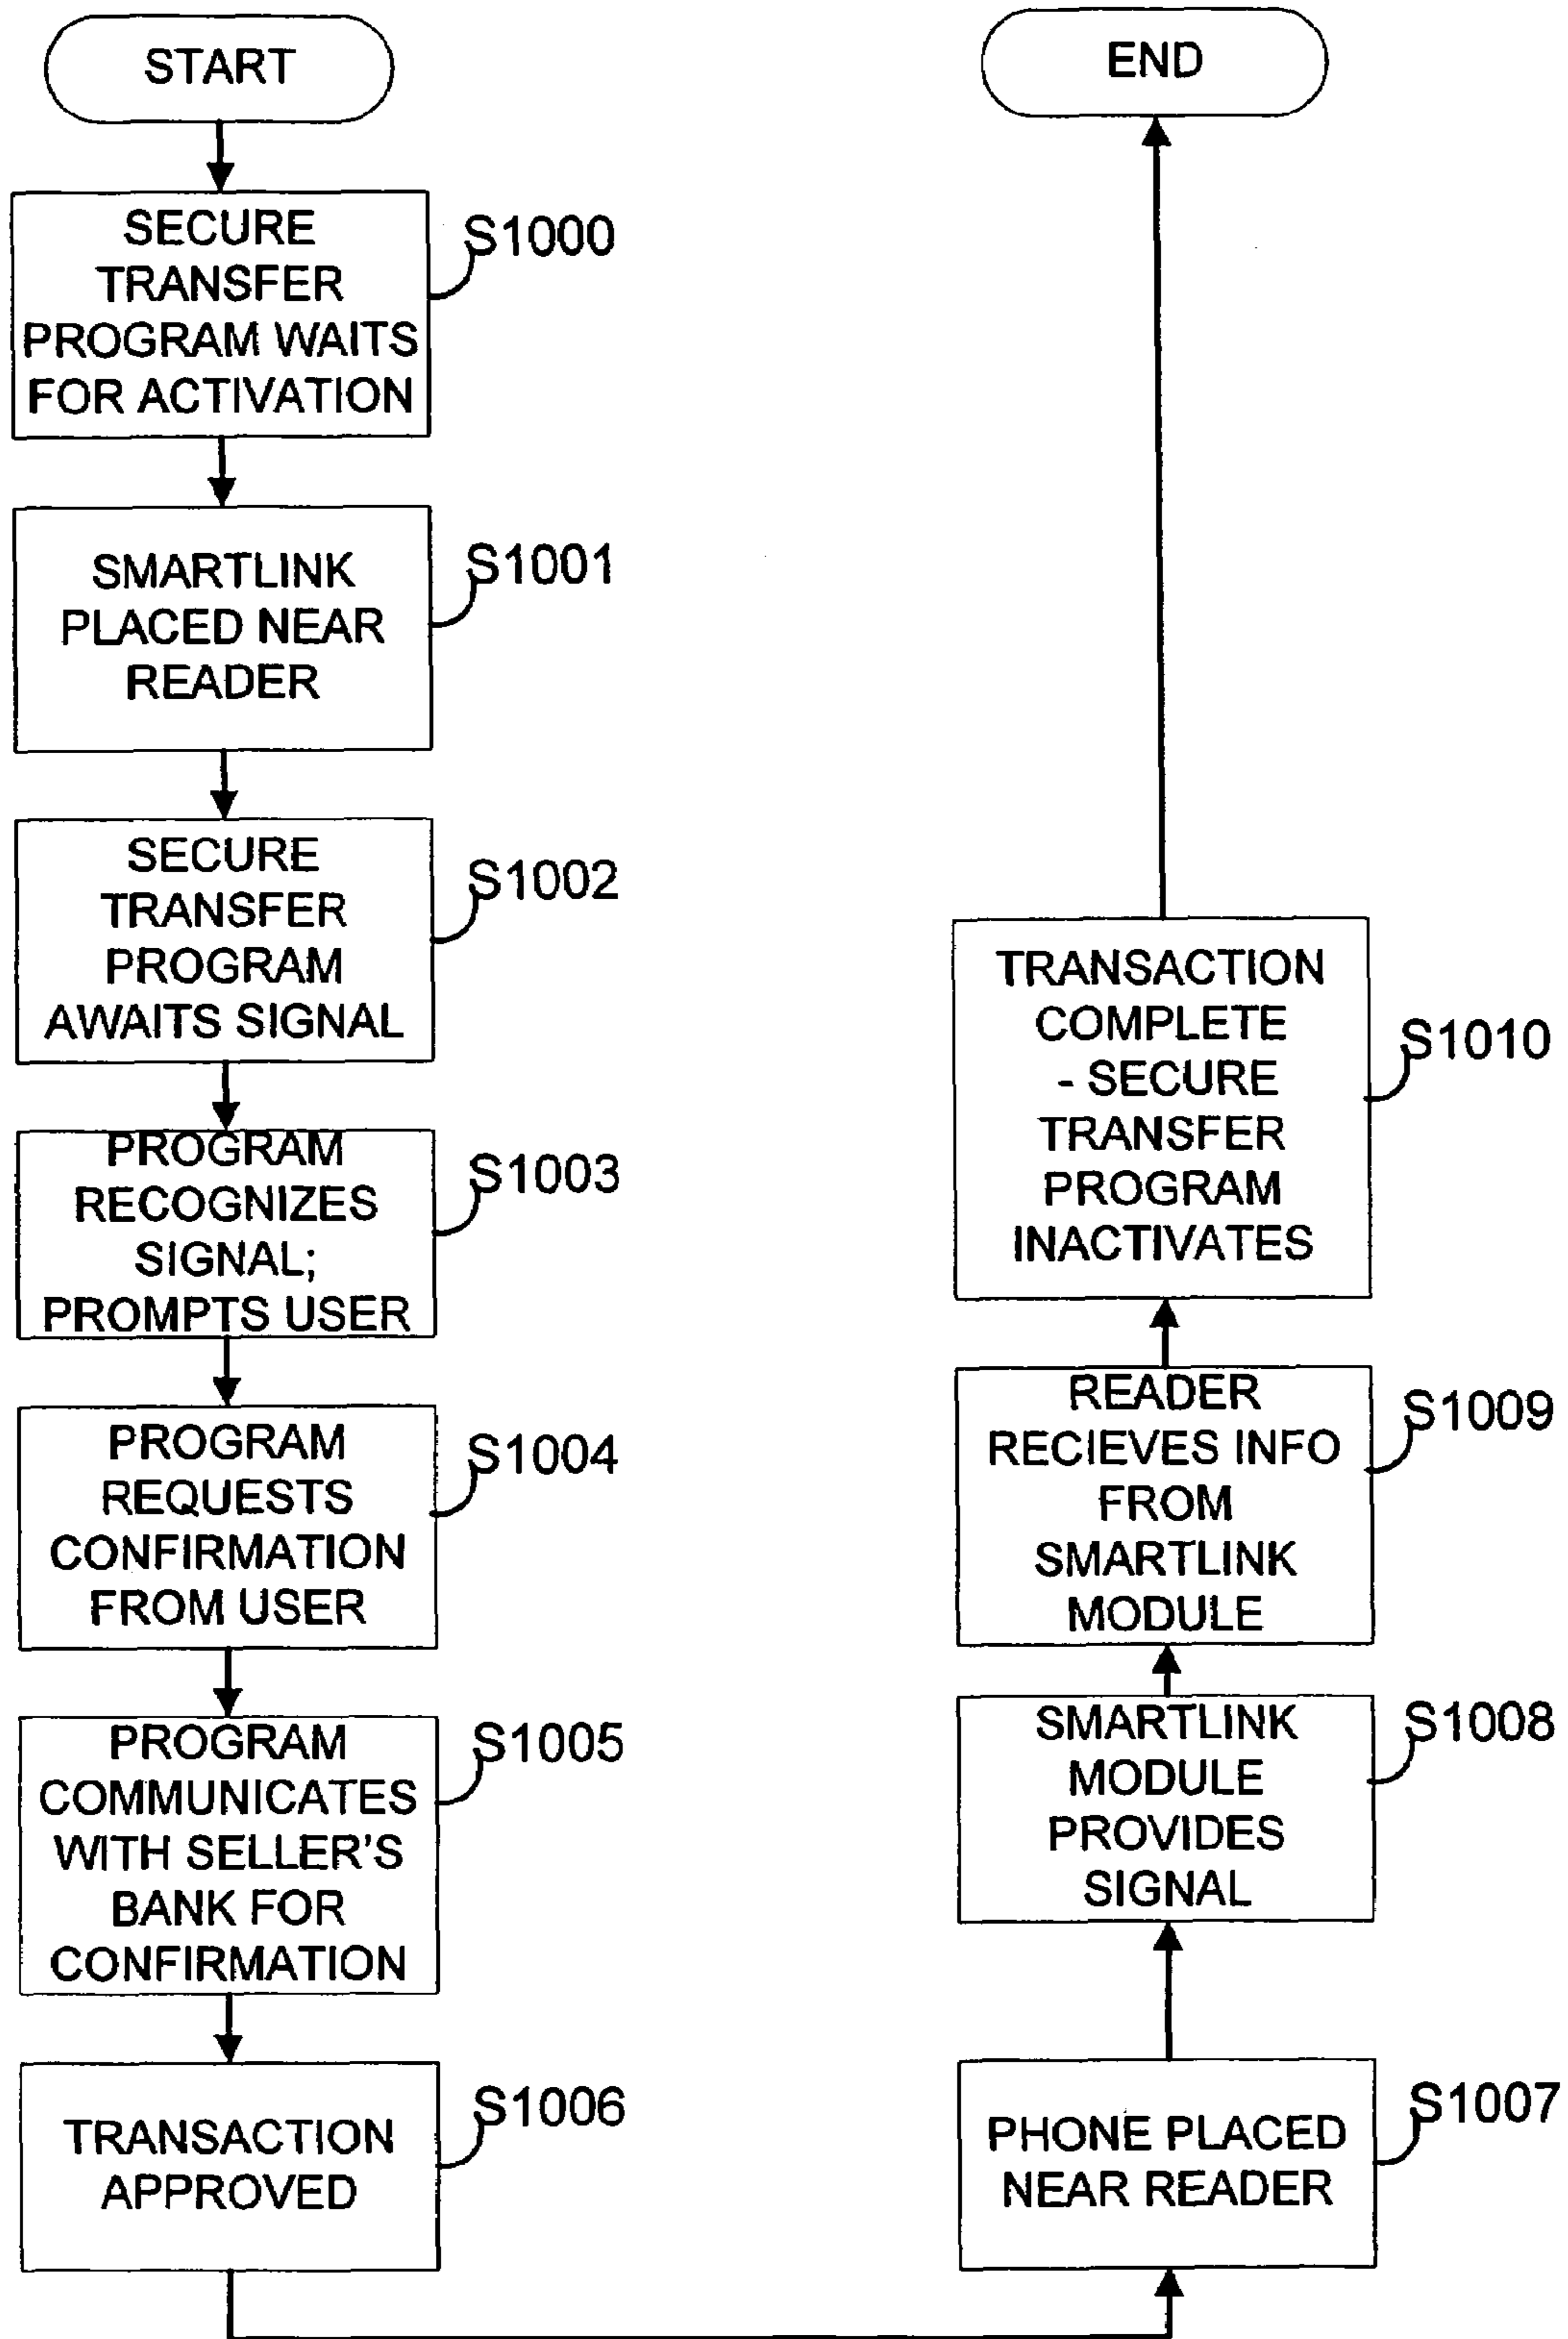 START
SECURE
TRANSFER
PROGRAM WAITS
FOR ACTIVATION
S1000
SMARTLINK
PLACED NEAR
READER
S1001
SECURE
TRANSFER
PROGRAM
AWAITS SIGNAL
S1002
PROGRAM
RECOGNIZES
SIGNAL;
PROMPTS USER
S1003
PROGRAM
REQUESTS
CONFIRMATION
FROM USER
S1004
PROGRAM
COMMUNICATES
WITH SELLER'S
BANK FOR
CONFIRMATION
S1005
TRANSACTION
APPROVED
S1006
PHONE PLACED
NEAR READER
S1007
SMARTLINK
MODULE
PROVIDES
SIGNAL
S1008
READER
RECIEVES INFO
FROM
SMARTLINK
MODULE
S1009
TRANSACTION
COMPLETE
- SECURE
TRANSFER
PROGRAM
INACTIVATES
S1010
END